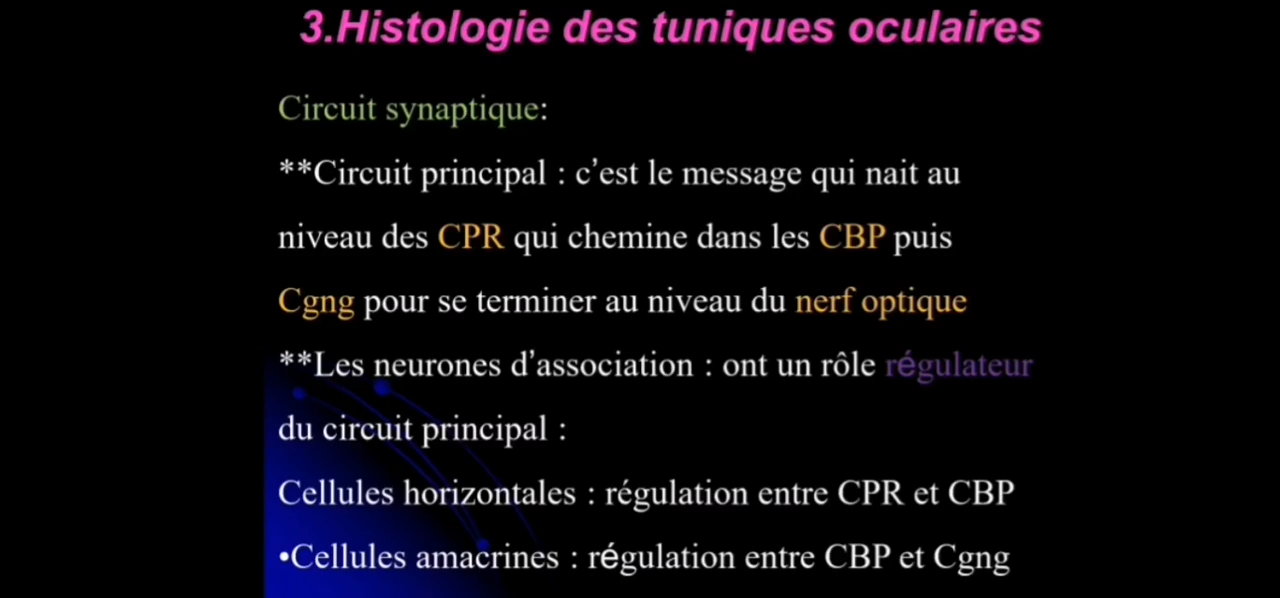 3.Histologie des tuniques oculaires
Circuit synaptique:
**Circuit principal : c’est le message qui nait au
niveau des CPR qui chemine dans les CBP puis
Cgng pour se terminer au niveau du nerf optique
**Les neurones d’association : ont un rôle régulateur
du circuit principal :
Cellules horizontales : régulation entre CPR et CBP
•Cellules amacrines : régulation entre CBP et Cgng